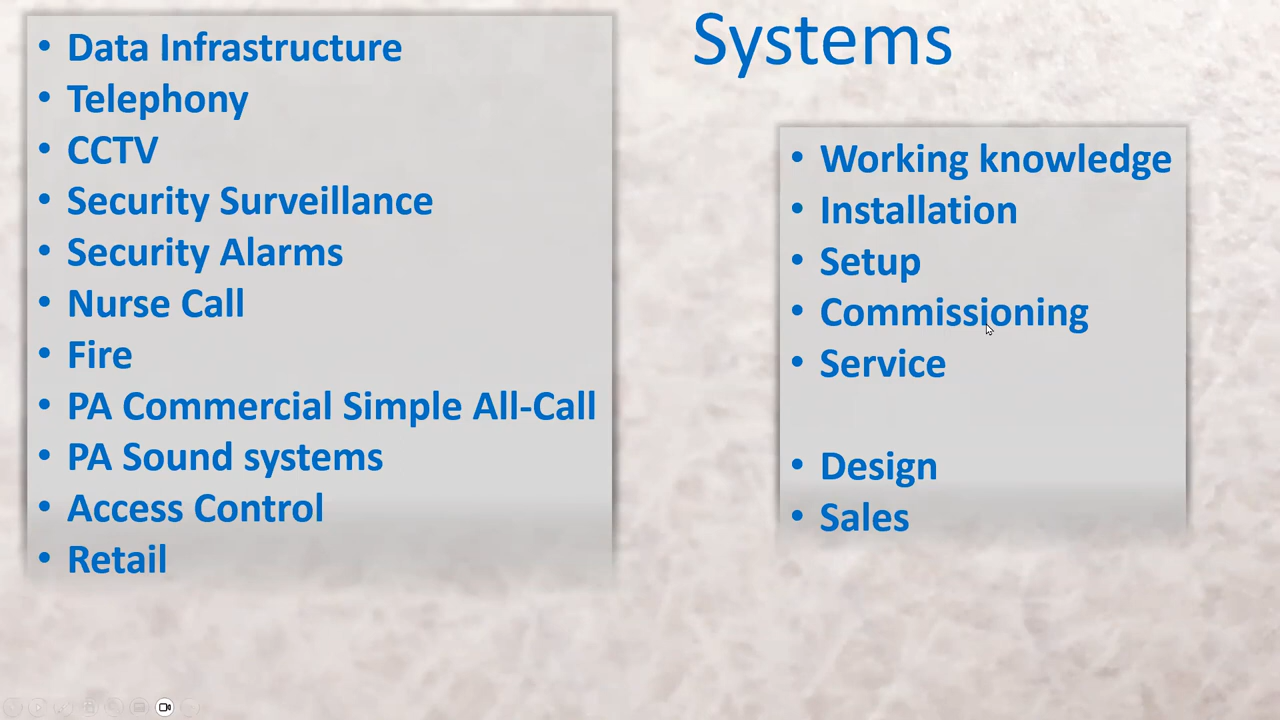 Systems
• Data Infrastructure
• Telephony
• CCTV
• Security Surveillance
• Security Alarms
• Nurse Call
• Fire
• PA Commercial Simple All-Call
• PA Sound systems
• Access Control
• Retail
• Working knowledge
• Installation
• Setup
• Commissioning
• Service
• Design
• Sales